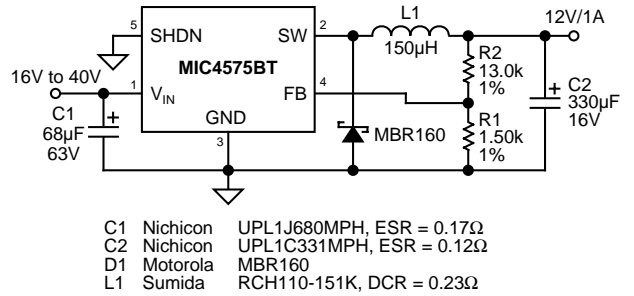 L1
150µH
12V/1A
5
SHDN
SW
2
MIC4575BT
R2
13.0k
1%
16V to 40V
1
VIN
FB
4
C2
330µF
16V
C1
68µF
63V
GND
3
MBR160
R1
1.50k
1%
+
+
C1 Nichicon UPL1J680MPH, ESR = 0.17Ω
C2 Nichicon UPL1C331MPH, ESR = 0.12Ω
D1 Motorola MBR160
L1 Sumida RCH110-151K, DCR = 0.23Ω